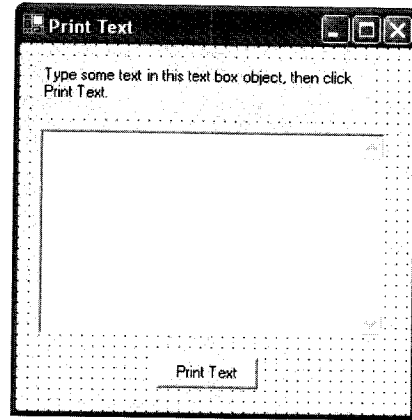 Print Text
Type some text in this text box object, then click
Print Text.
Print Text